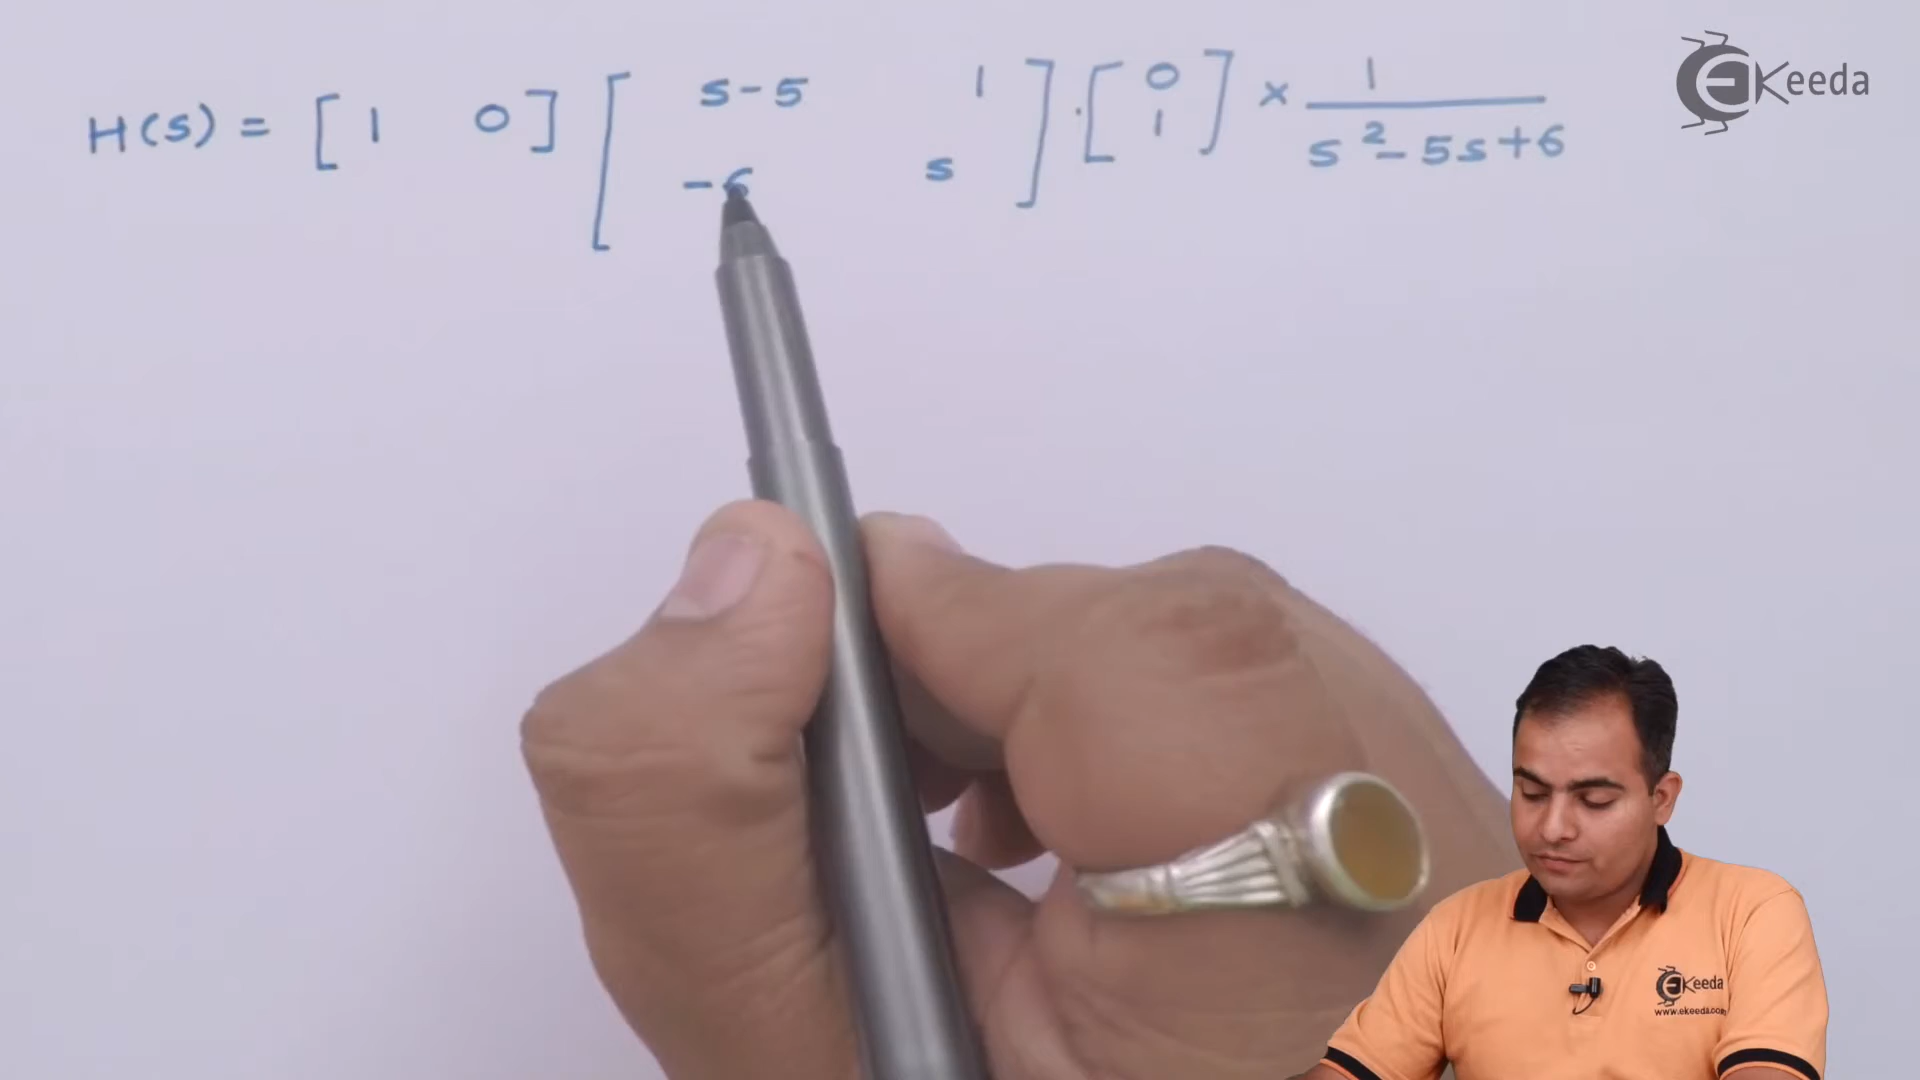 H(s) = [ 1 0 ] [ s-5 1 ] . [ 0 ] × 1
-6 s 1 s²-5s+6
EKeeda
EKeeda
www.ekeeda.com